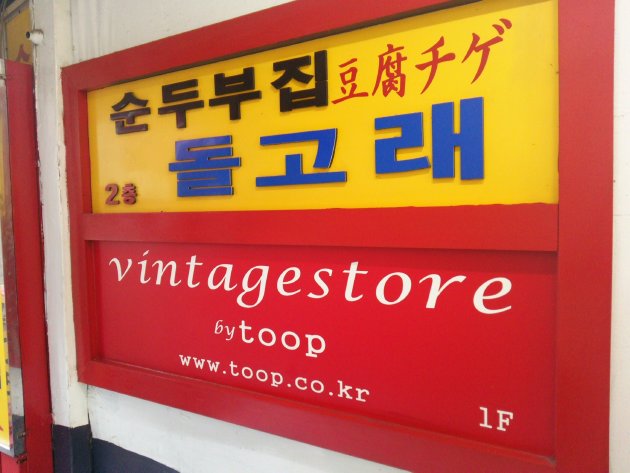 순두부집 豆腐チゲ
돌고래
2층
vintagestore
by toop
www.toop.co.kr
1F